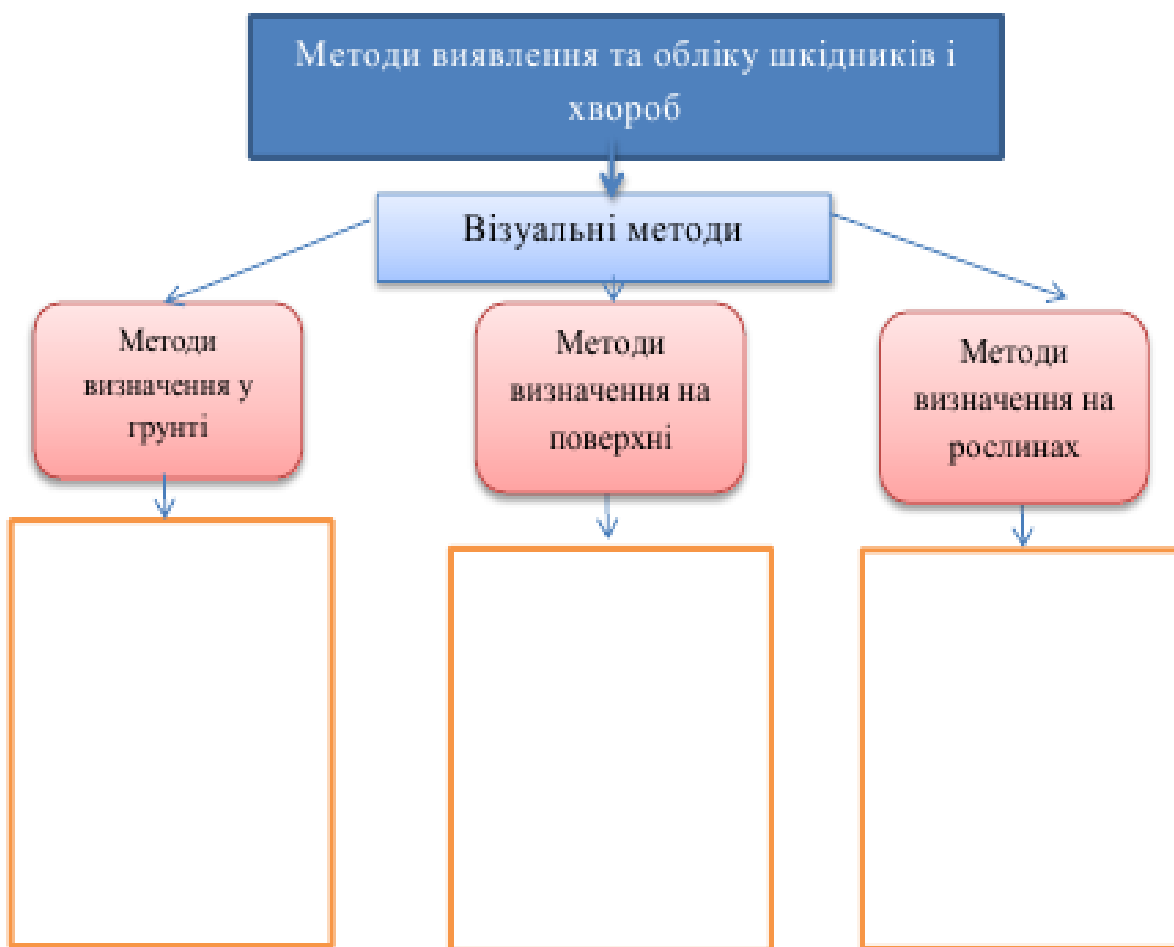 Методи виявлення та обліку шкідників і
хвороб
Візуальні методи
Методи
визначення у
грунті
Методи
визначення на
поверхні
Методи
визначення на
рослинах